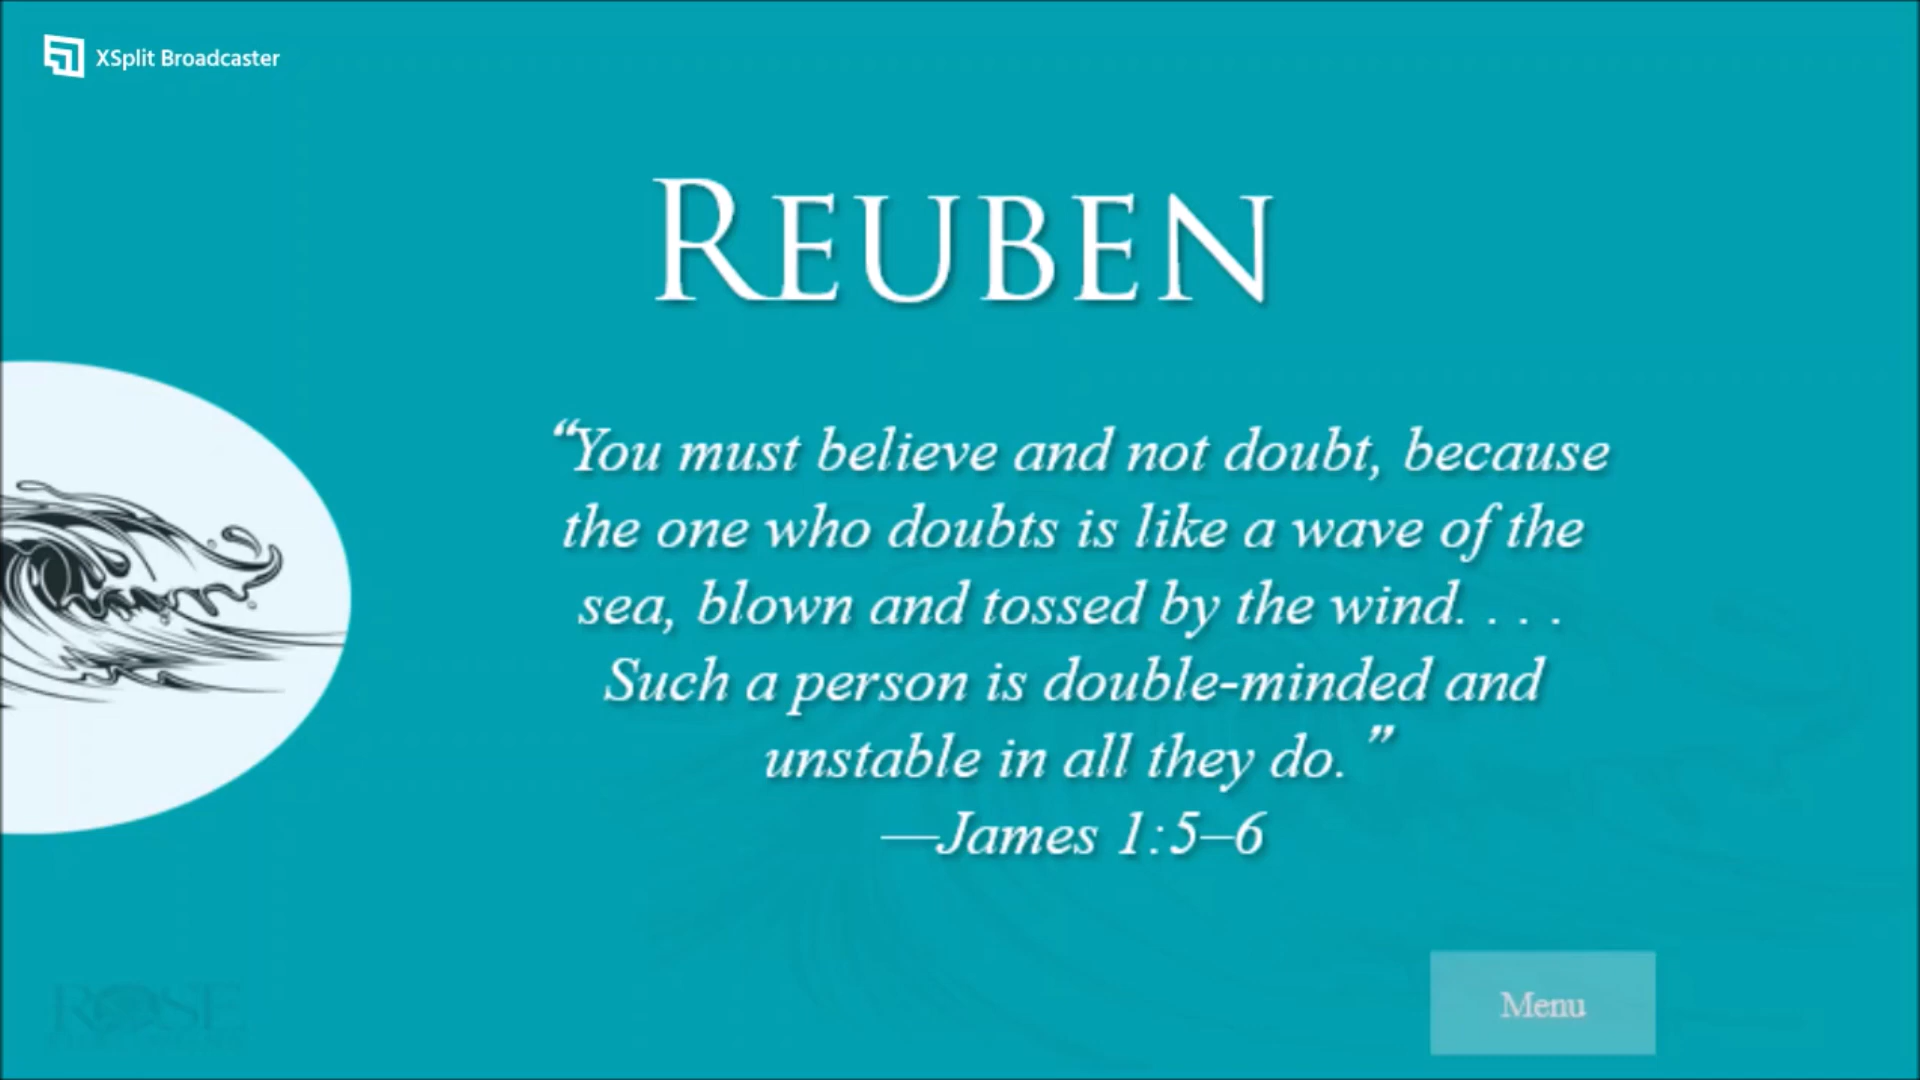 XSplit Broadcaster
REUBEN
“You must believe and not doubt, because
the one who doubts is like a wave of the
sea, blown and tossed by the wind. . . .
Such a person is double-minded and
unstable in all they do.”
—James 1:5–6
ROSE
Menu